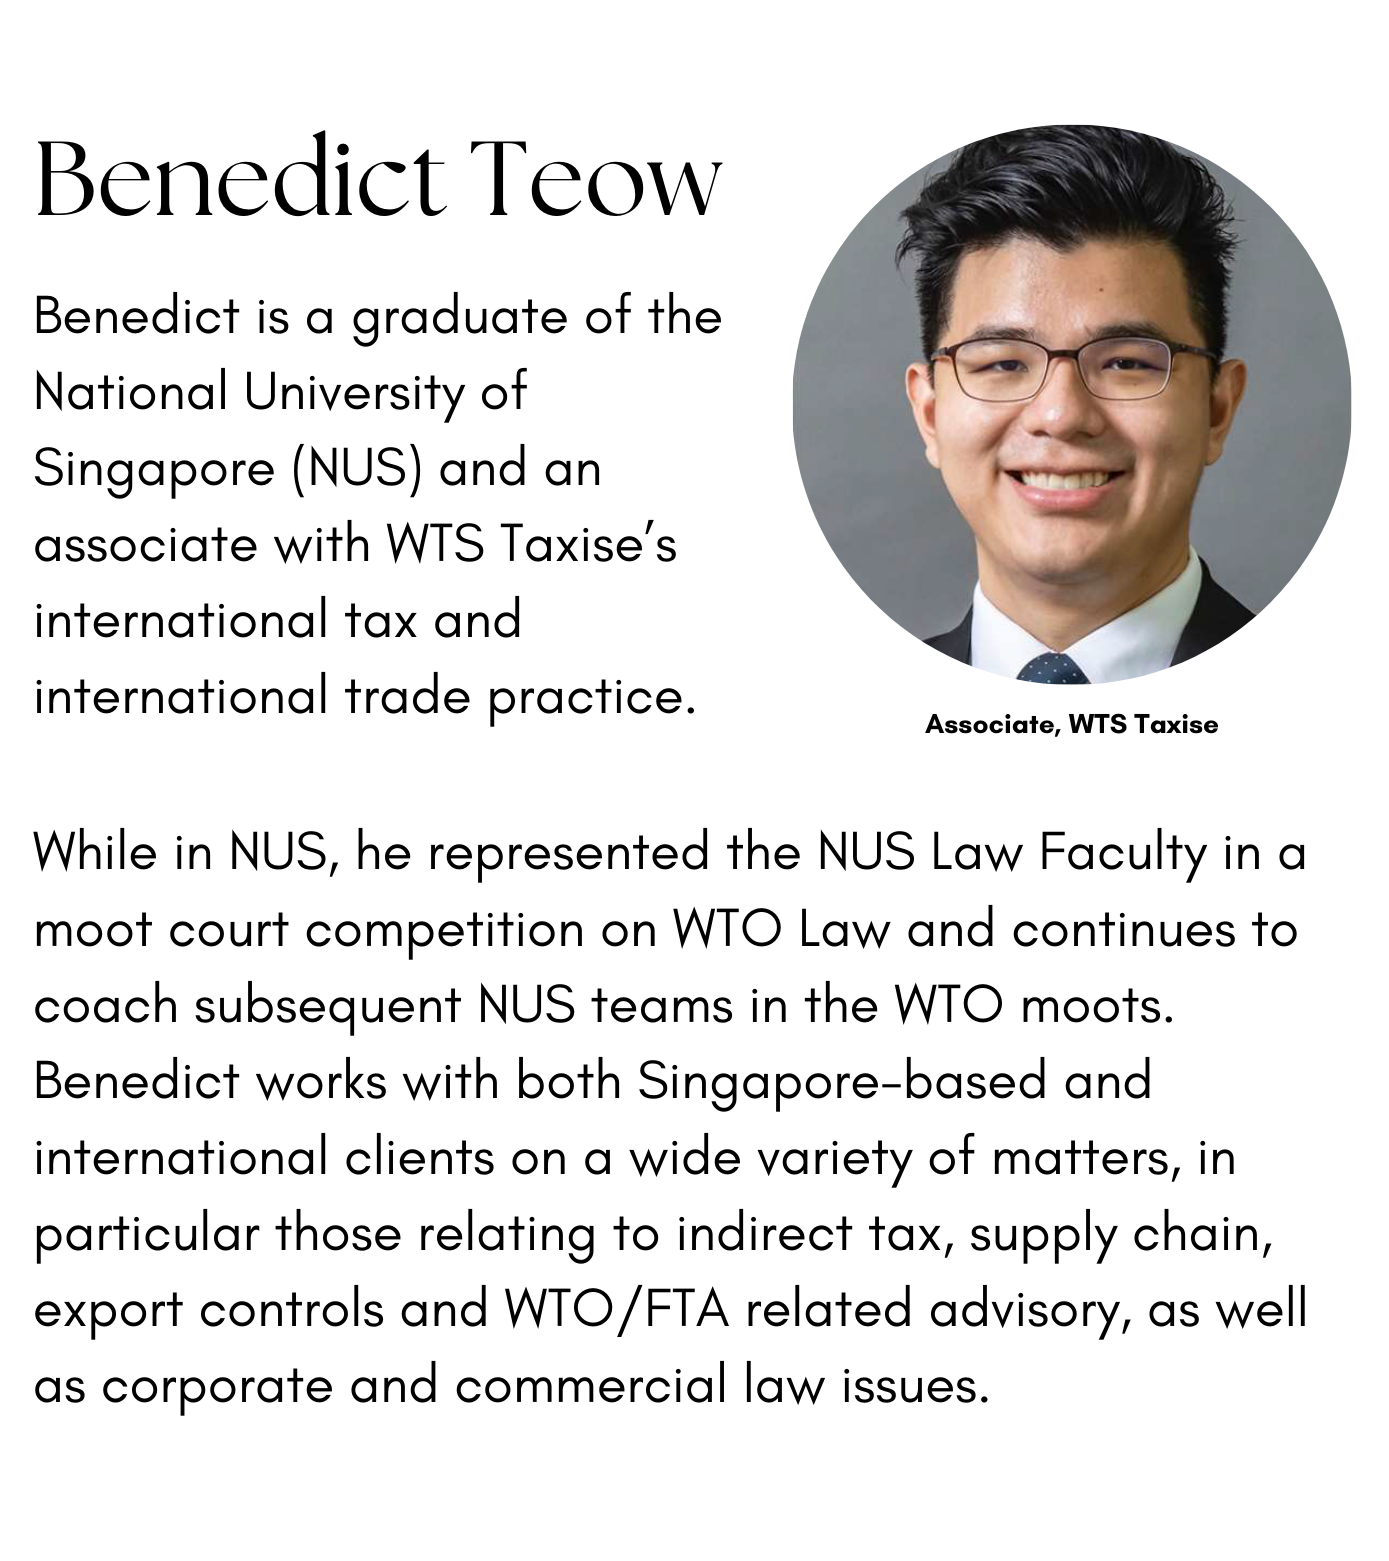 Benedict Teow
Benedict is a graduate of the
National University of
Singapore (NUS) and an
associate with WTS Taxise’s
international tax and
international trade practice.
Associate, WTS Taxise
While in NUS, he represented the NUS Law Faculty in a
moot court competition on WTO Law and continues to
coach subsequent NUS teams in the WTO moots.
Benedict works with both Singapore-based and
international clients on a wide variety of matters, in
particular those relating to indirect tax, supply chain,
export controls and WTO/FTA related advisory, as well
as corporate and commercial law issues.